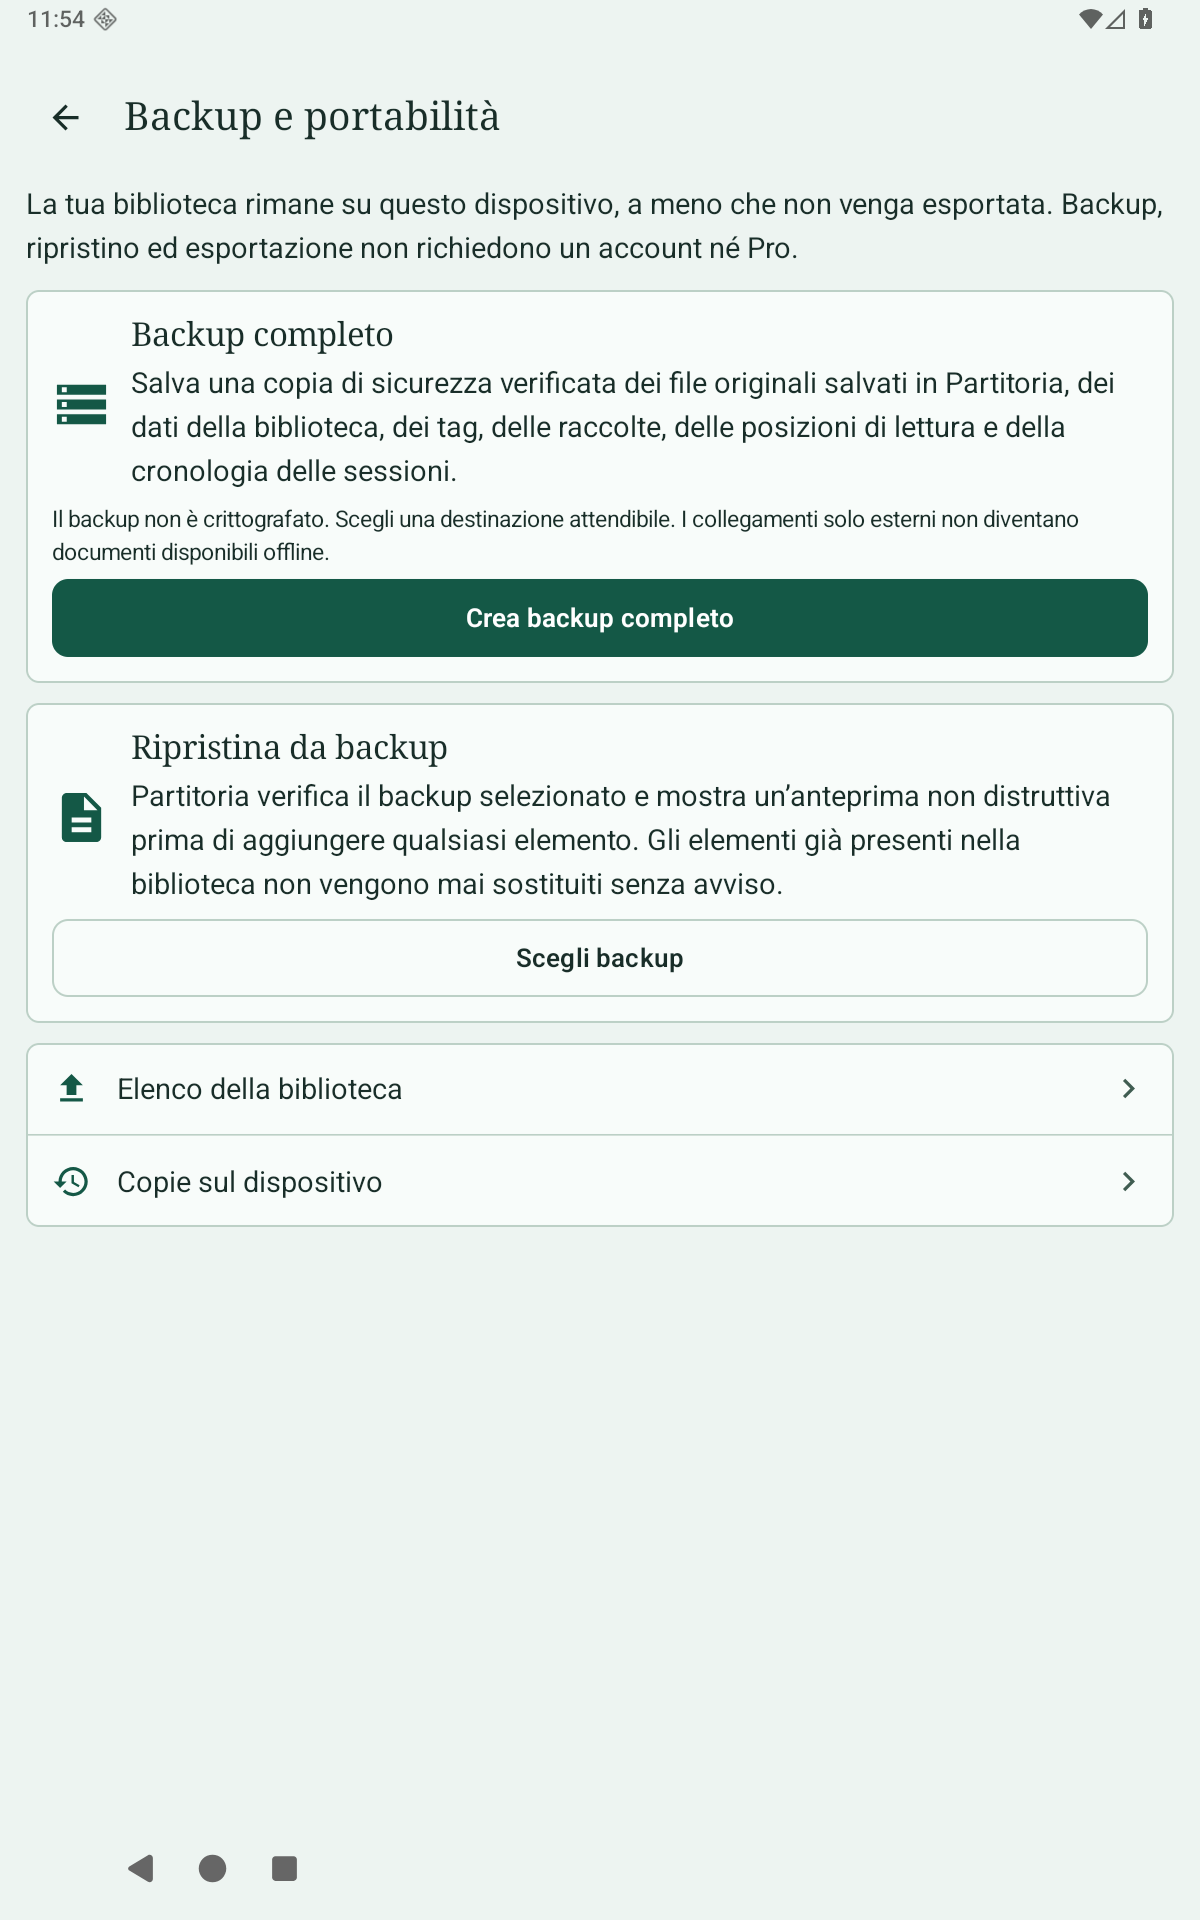 11:54
Backup e portabilità
La tua biblioteca rimane su questo dispositivo, a meno che non venga esportata. Backup,
ripristino ed esportazione non richiedono un account né Pro.
Backup completo
Salva una copia di sicurezza verificata dei file originali salvati in Partitoria, dei
dati della biblioteca, dei tag, delle raccolte, delle posizioni di lettura e della
cronologia delle sessioni.
Il backup non è crittografato. Scegli una destinazione attendibile. I collegamenti solo esterni non diventano
documenti disponibili offline.
Crea backup completo
Ripristina da backup
Partitoria verifica il backup selezionato e mostra un’anteprima non distruttiva
prima di aggiungere qualsiasi elemento. Gli elementi già presenti nella
biblioteca non vengono mai sostituiti senza avviso.
Scegli backup
Elenco della biblioteca
Copie sul dispositivo